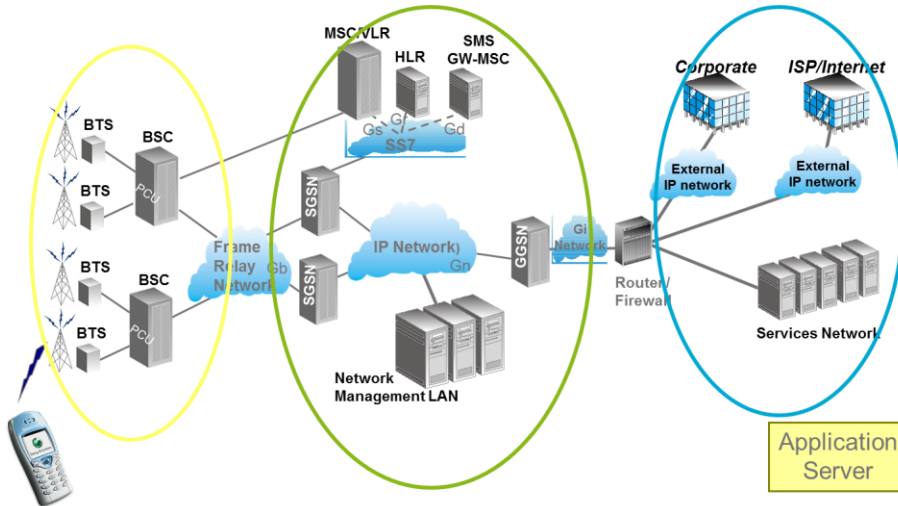 MSC/VLR
HLR
SMS
GW-MSC
Gs
Gr
Gd
SS7
Corporate
ISP/Internet
External
IP network
External
IP network
BTS
BSC
PCU
BTS
BTS
BSC
PCU
BTS
Frame
Relay
Network
Gb
SGSN
SGSN
IP Network)
Gn
GGSN
Gi
Network
Router/
Firewall
Services Network
Network
Management LAN
Application
Server